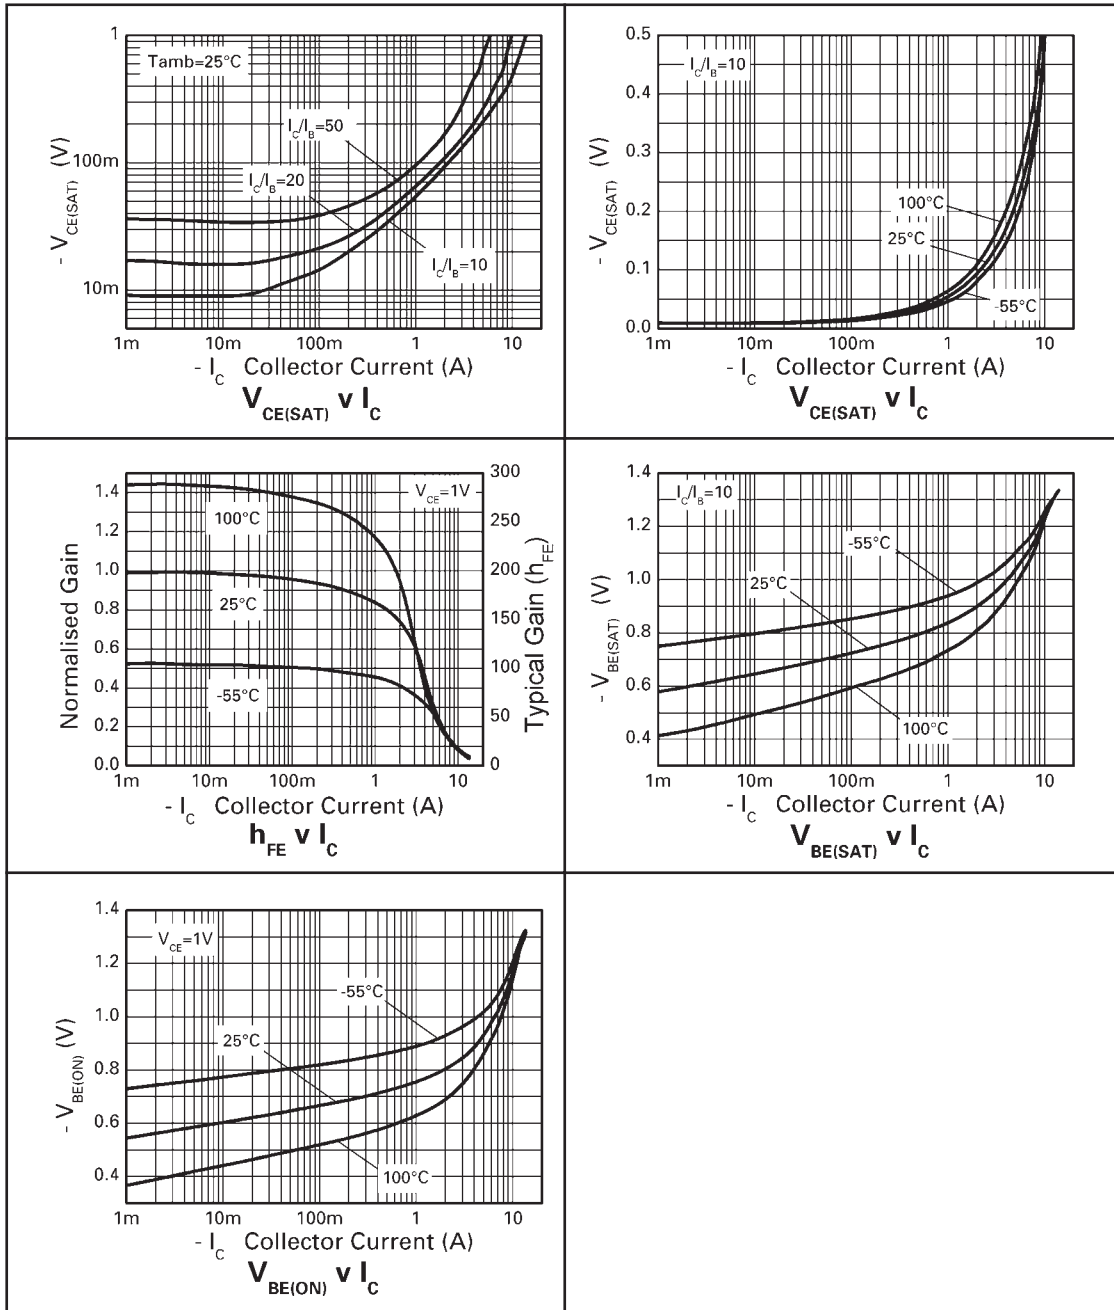 1
100m
10m
- V_CE(SAT) (V)
Tamb=25°C
I_C/I_B=50
I_C/I_B=20
I_C/I_B=10
1m 10m 100m 1 10
- I_C Collector Current (A)
V_CE(SAT) v I_C
0.5
0.4
0.3
0.2
0.1
0.0
- V_CE(SAT) (V)
I_C/I_B=10
100°C
25°C
-55°C
1m 10m 100m 1 10
- I_C Collector Current (A)
V_CE(SAT) v I_C
1.4
1.2
1.0
0.8
0.6
0.4
0.2
0.0
Normalised Gain
V_CE=1V
100°C
25°C
-55°C
300
250
200
150
100
50
0
Typical Gain (h_FE)
1m 10m 100m 1 10
- I_C Collector Current (A)
h_FE v I_C
1.4
1.2
1.0
0.8
0.6
0.4
- V_BE(SAT) (V)
I_C/I_B=10
-55°C
25°C
100°C
1m 10m 100m 1 10
- I_C Collector Current (A)
V_BE(SAT) v I_C
1.4
1.2
1.0
0.8
0.6
0.4
- V_BE(ON) (V)
V_CE=1V
-55°C
25°C
100°C
1m 10m 100m 1 10
- I_C Collector Current (A)
V_BE(ON) v I_C